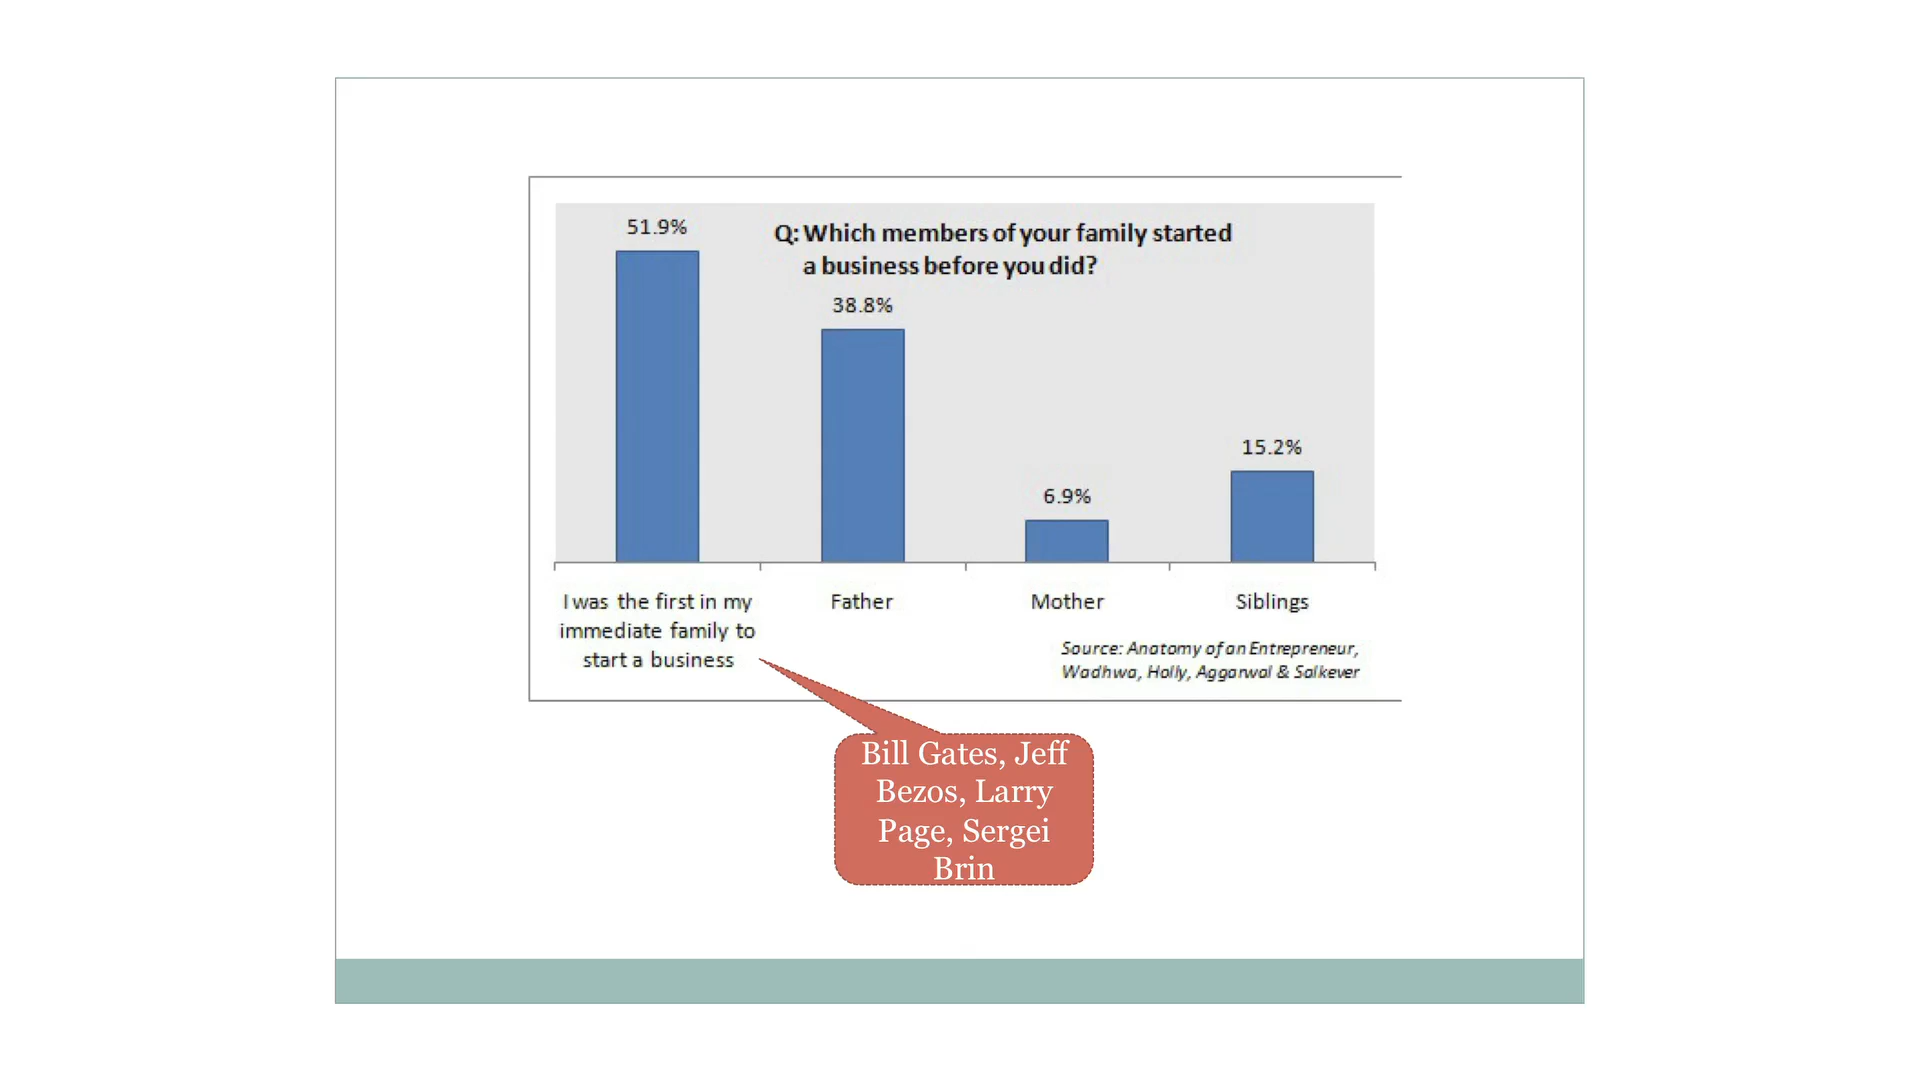 51.9%
Q: Which members of your family started
a business before you did?
38.8%
15.2%
6.9%
I was the first in my
immediate family to
start a business
Father
Mother
Siblings
Source: Anatomy of an Entrepreneur,
Wadhwa, Holly, Aggarwal & Salkever
Bill Gates, Jeff
Bezos, Larry
Page, Sergei
Brin